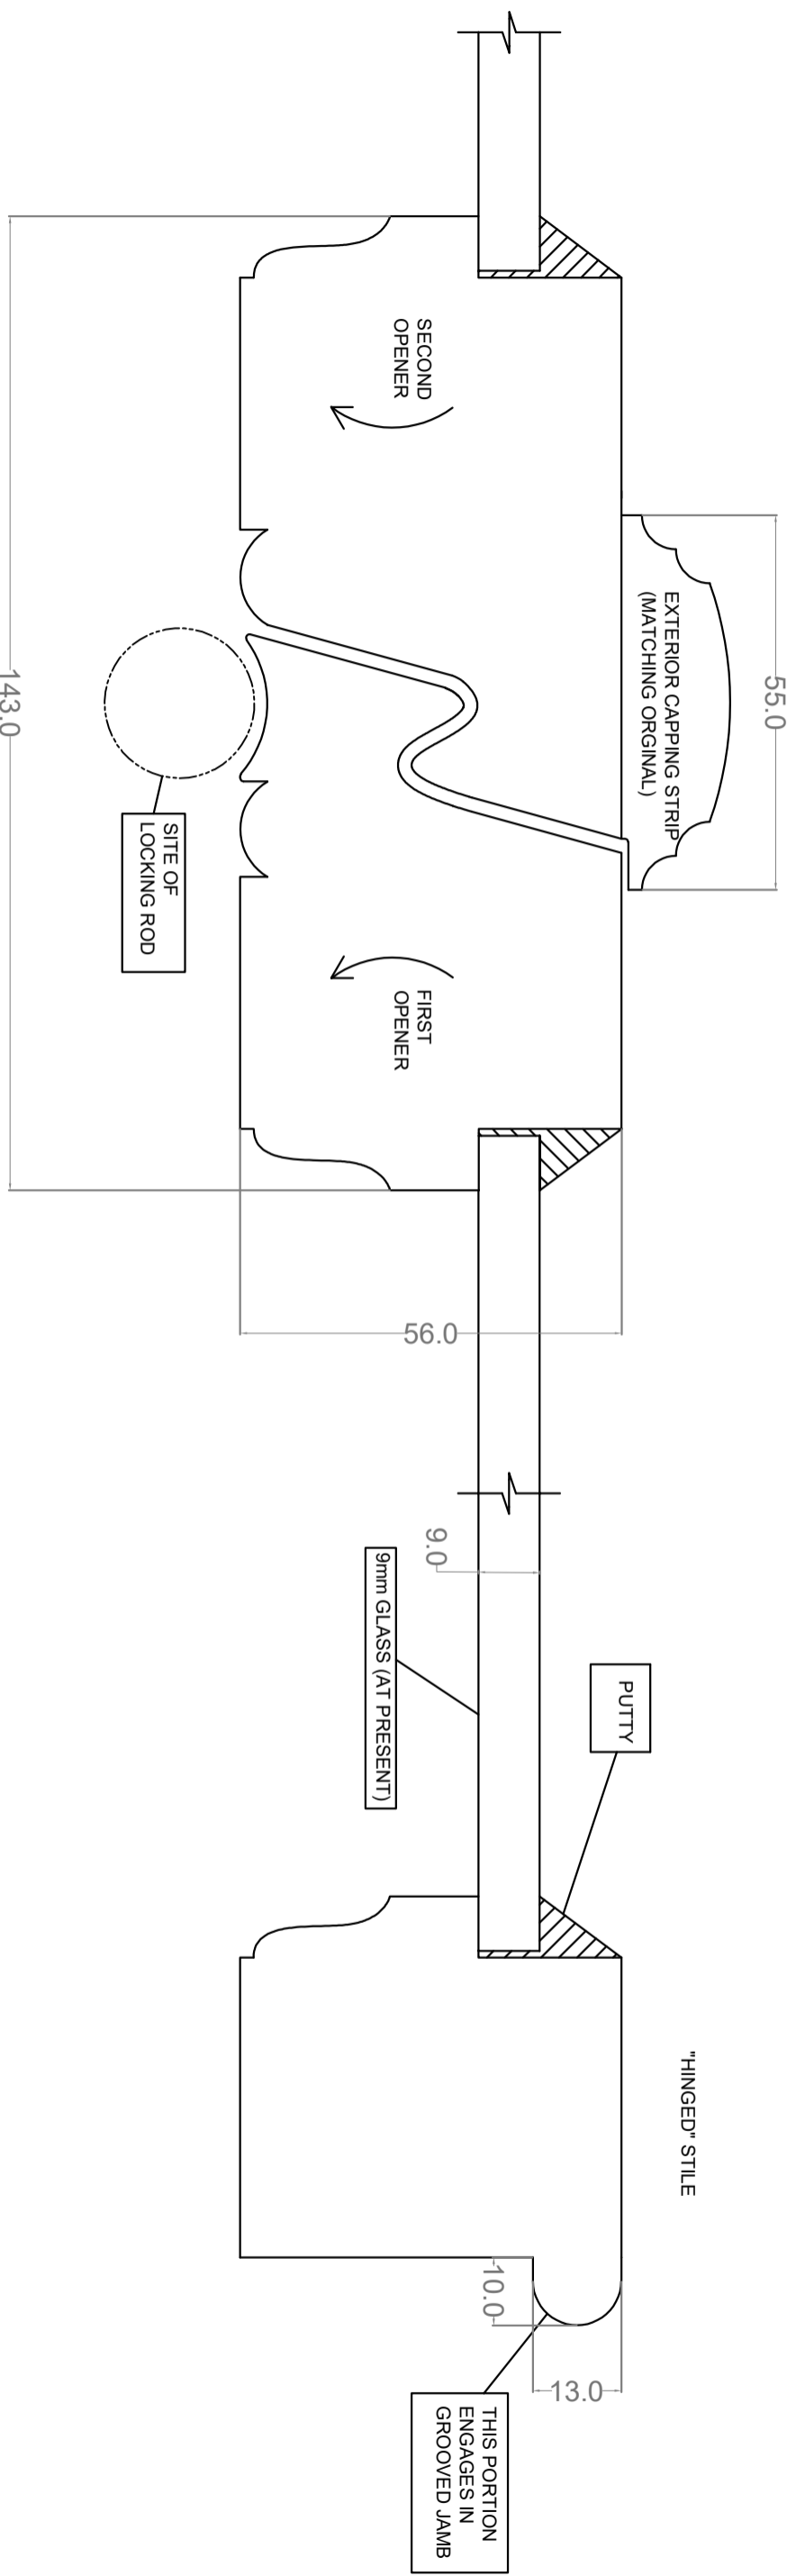 55.0
EXTERIOR CAPPING STRIP
(MATCHING ORGINAL)
SECOND
OPENER
FIRST
OPENER
SITE OF
LOCKING ROD
143.0
56.0
9.0
9mm GLASS (AT PRESENT)
PUTTY
"HINGED" STILE
10.0
13.0
THIS PORTION
ENGAGES IN
GROOVED JAMB